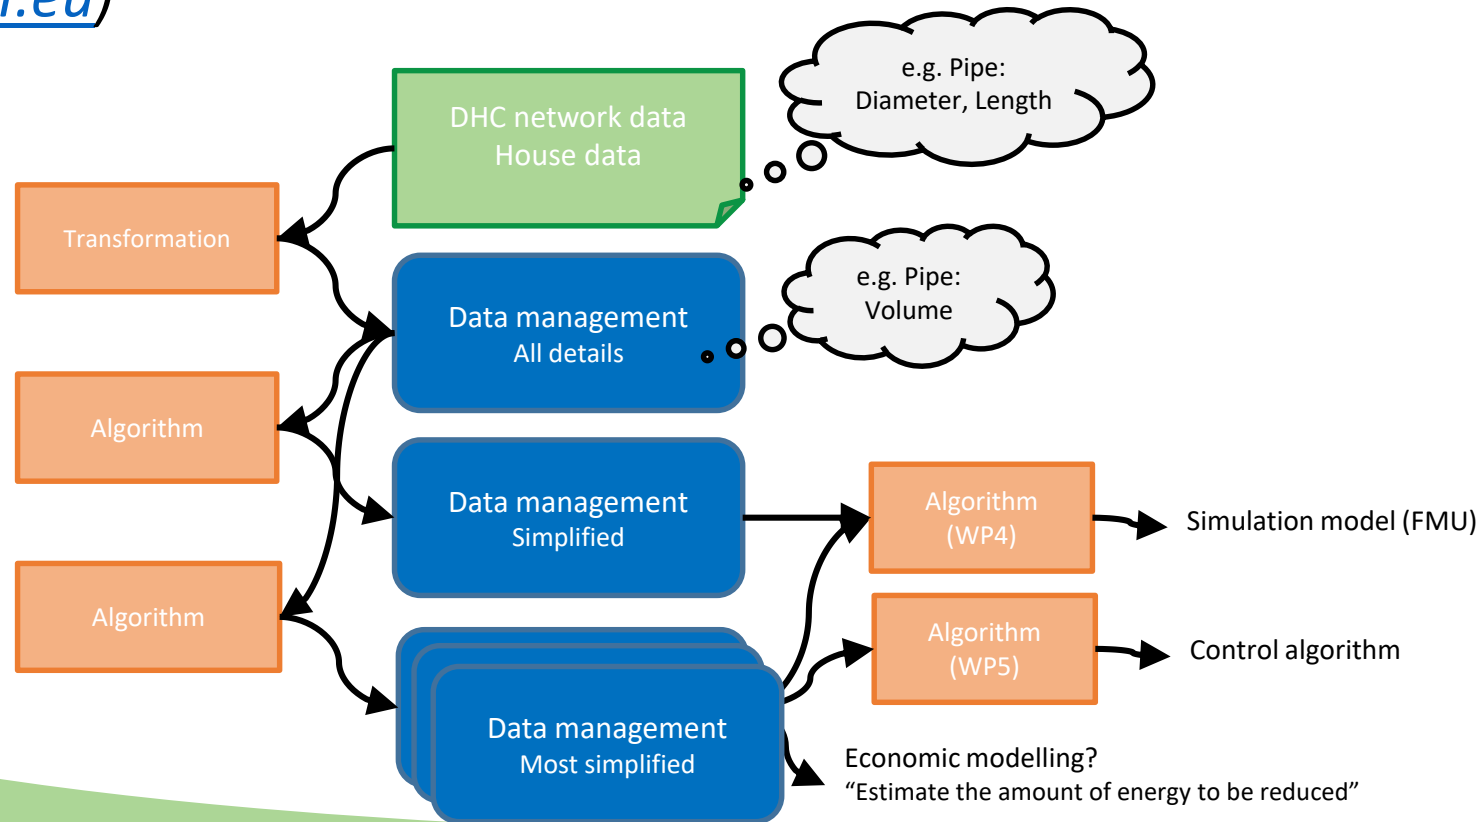 .eu)
e.g. Pipe:
Diameter, Length
DHC network data
House data
Transformation
e.g. Pipe:
Volume
Data management
All details
Algorithm
Data management
Simplified
Algorithm
(WP4)
Simulation model (FMU)
Algorithm
Algorithm
(WP5)
Control algorithm
Data management
Most simplified
Economic modelling?
“Estimate the amount of energy to be reduced”